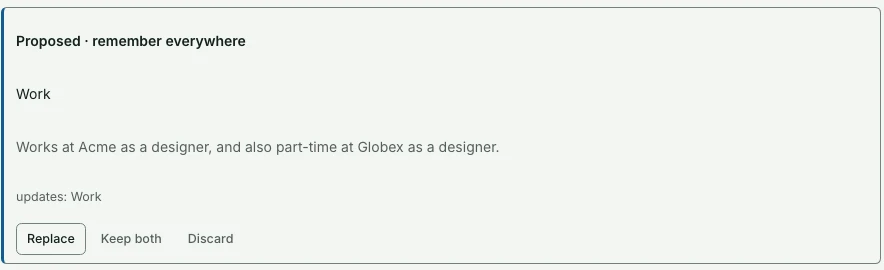 Proposed · remember everywhere
Work
Works at Acme as a designer, and also part-time at Globex as a designer.
updates: Work
Replace Keep both Discard